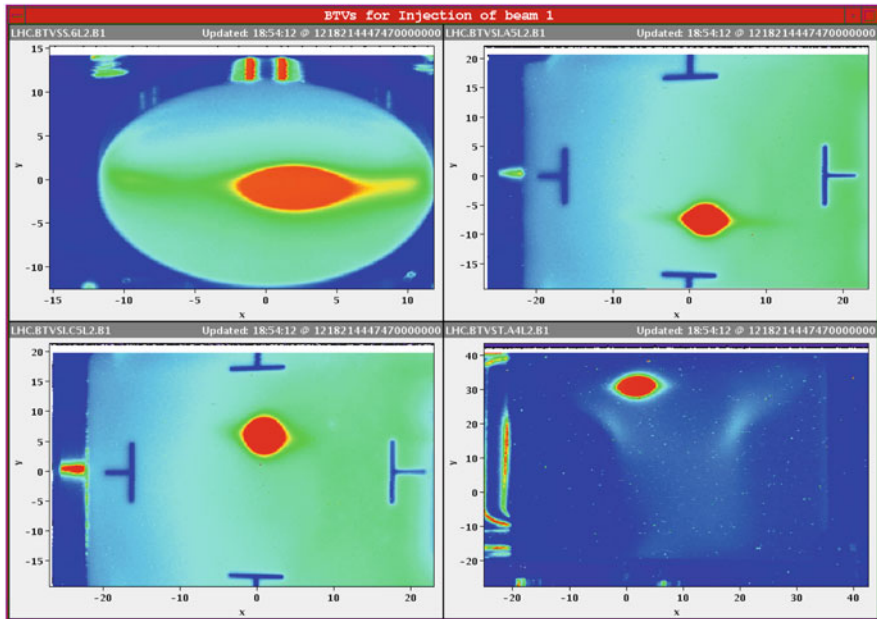 BTVs for Injection of beam 1
LHC.BTVSS.6L2.B1 Updated: 18:54:12 @ 1218214447470000000
15
10
5
0
-5
-10
y
-15 -10 -5 0 5 10
x
LHC.BTVSI.A5L2.B1 Updated: 18:54:12 @ 1218214447470000000
20
15
10
5
0
-5
-10
-15
y
-20 -10 0 10 20
x
LHC.BTVSI.C5L2.B1 Updated: 18:54:12 @ 1218214447470000000
20
15
10
5
0
-5
-10
-15
y
-20 -10 0 10 20
x
LHC.BTVST.A4L2.B1 Updated: 18:54:12 @ 1218214447470000000
40
30
20
10
0
-10
-20
y
-20 -10 0 10 20 30 40
x